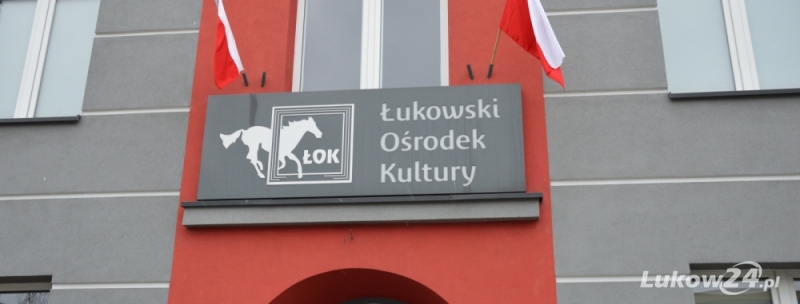 ŁOK
Łukowski
Ośrodek
Kultury
Lukow24.pl